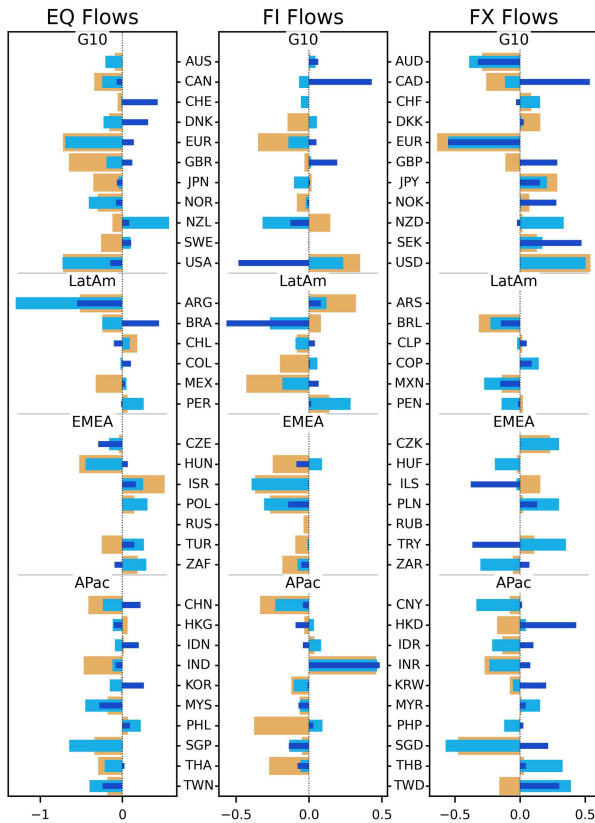 EQ Flows FI Flows FX Flows
G10 G10 G10
AUS AUD
CAN CAD
CHE CHF
DNK DKK
EUR EUR
GBR GBP
JPN JPY
NOR NOK
NZL NZD
SWE SEK
USA USD
LatAm LatAm LatAm
ARG ARS
BRA BRL
CHL CLP
COL COP
MEX MXN
PER PEN
EMEA EMEA EMEA
CZE CZK
HUN HUF
ISR ILS
POL PLN
RUS RUB
TUR TRY
ZAF ZAR
APac APac APac
CHN CNY
HKG HKD
IDN IDR
IND INR
KOR KRW
MYS MYR
PHL PHP
SGP SGD
THA THB
TWN TWD
−1 0 −0.5 0.0 0.5 −0.5 0.0 0.5